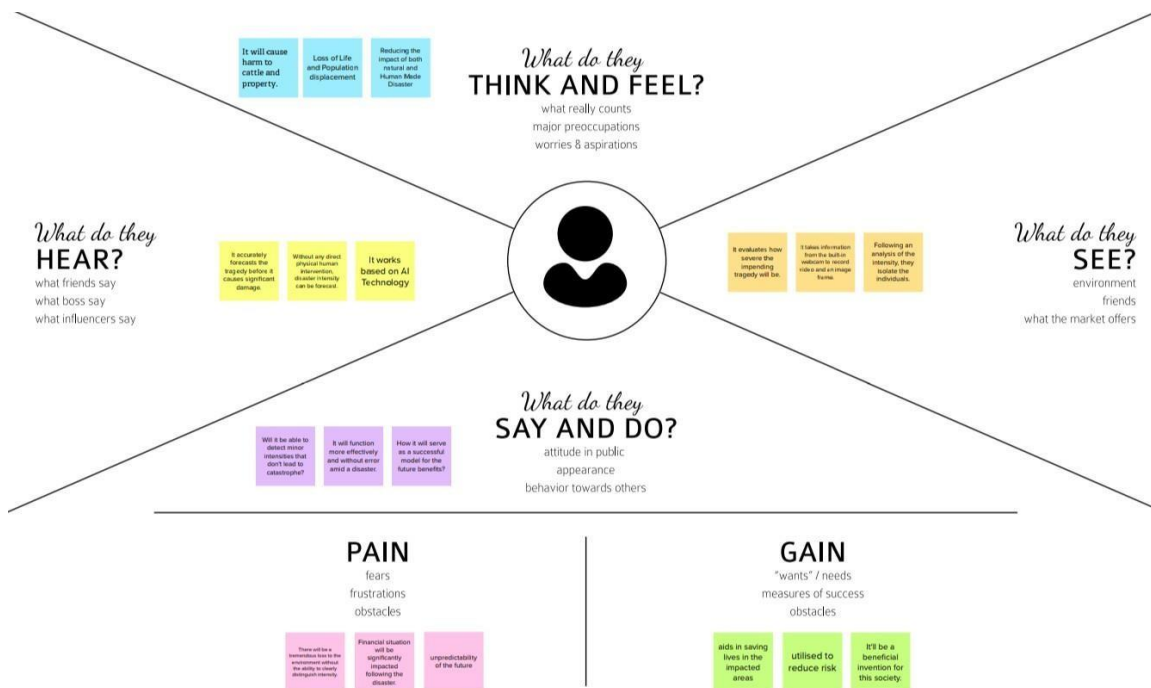 It will cause
harm to
cattle and
property.
Loss of Life
and Population
displacement
Reducing the
impact of both
natural and
Human Made
Disaster
What do they
THINK AND FEEL?
what really counts
major preoccupations
worries & aspirations
What do they
HEAR?
what friends say
what boss say
what influencers say
It accurately
forecasts the
tragedy before it
causes significant
damage.
Without any direct
physical human
intervention,
disaster intensity
can be forecast.
It works
based on AI
Technology
It evaluates how
severe the
impending
tragedy will be.
It takes information
from the built-in
webcam to record
video and an image
frame.
Following an
analysis of the
intensity, they
isolate the
individuals.
What do they
SEE?
environment
friends
what the market offers
What do they
SAY AND DO?
attitude in public
appearance
behavior towards others
Will it be able to
detect minor
intensities that
don't lead to
catastrophe?
It will function
more effectively
and without error
amid a disaster.
How it will serve
as a successful
model for the
future benefits?
PAIN
fears
frustrations
obstacles
There will be a
tremendous loss to the
environment without
the ability to clearly
distinguish intensity.
Financial situation
will be
significantly
impacted
following the
disaster.
unpredictability
of the future
GAIN
"wants" / needs
measures of success
obstacles
aids in saving
lives in the
impacted
areas
utilised to
reduce risk
It'll be a
beneficial
invention for
this society.